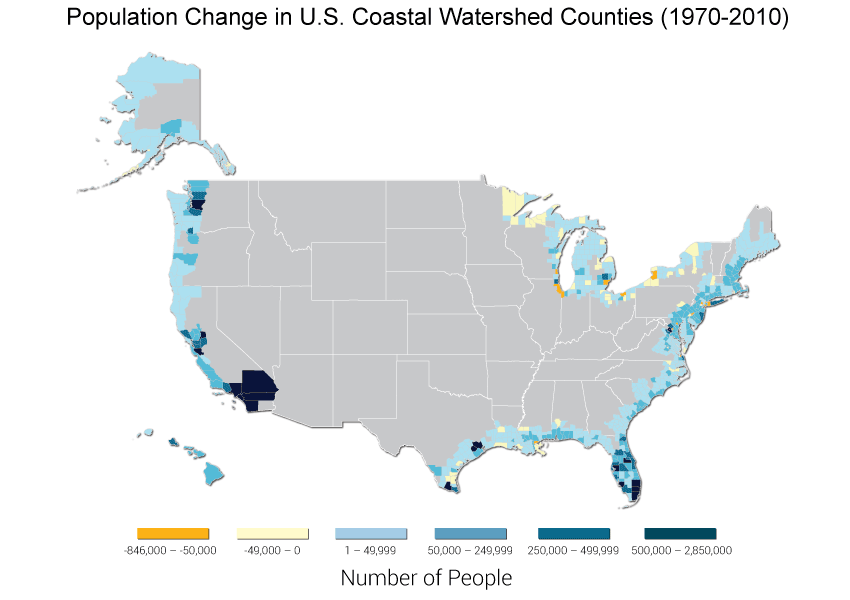 Population Change in U.S. Coastal Watershed Counties (1970-2010)
-846,000 – -50,000 -49,000 – 0 1 – 49,999 50,000 – 249,999 250,000 – 499,999 500,000 – 2,850,000
Number of People